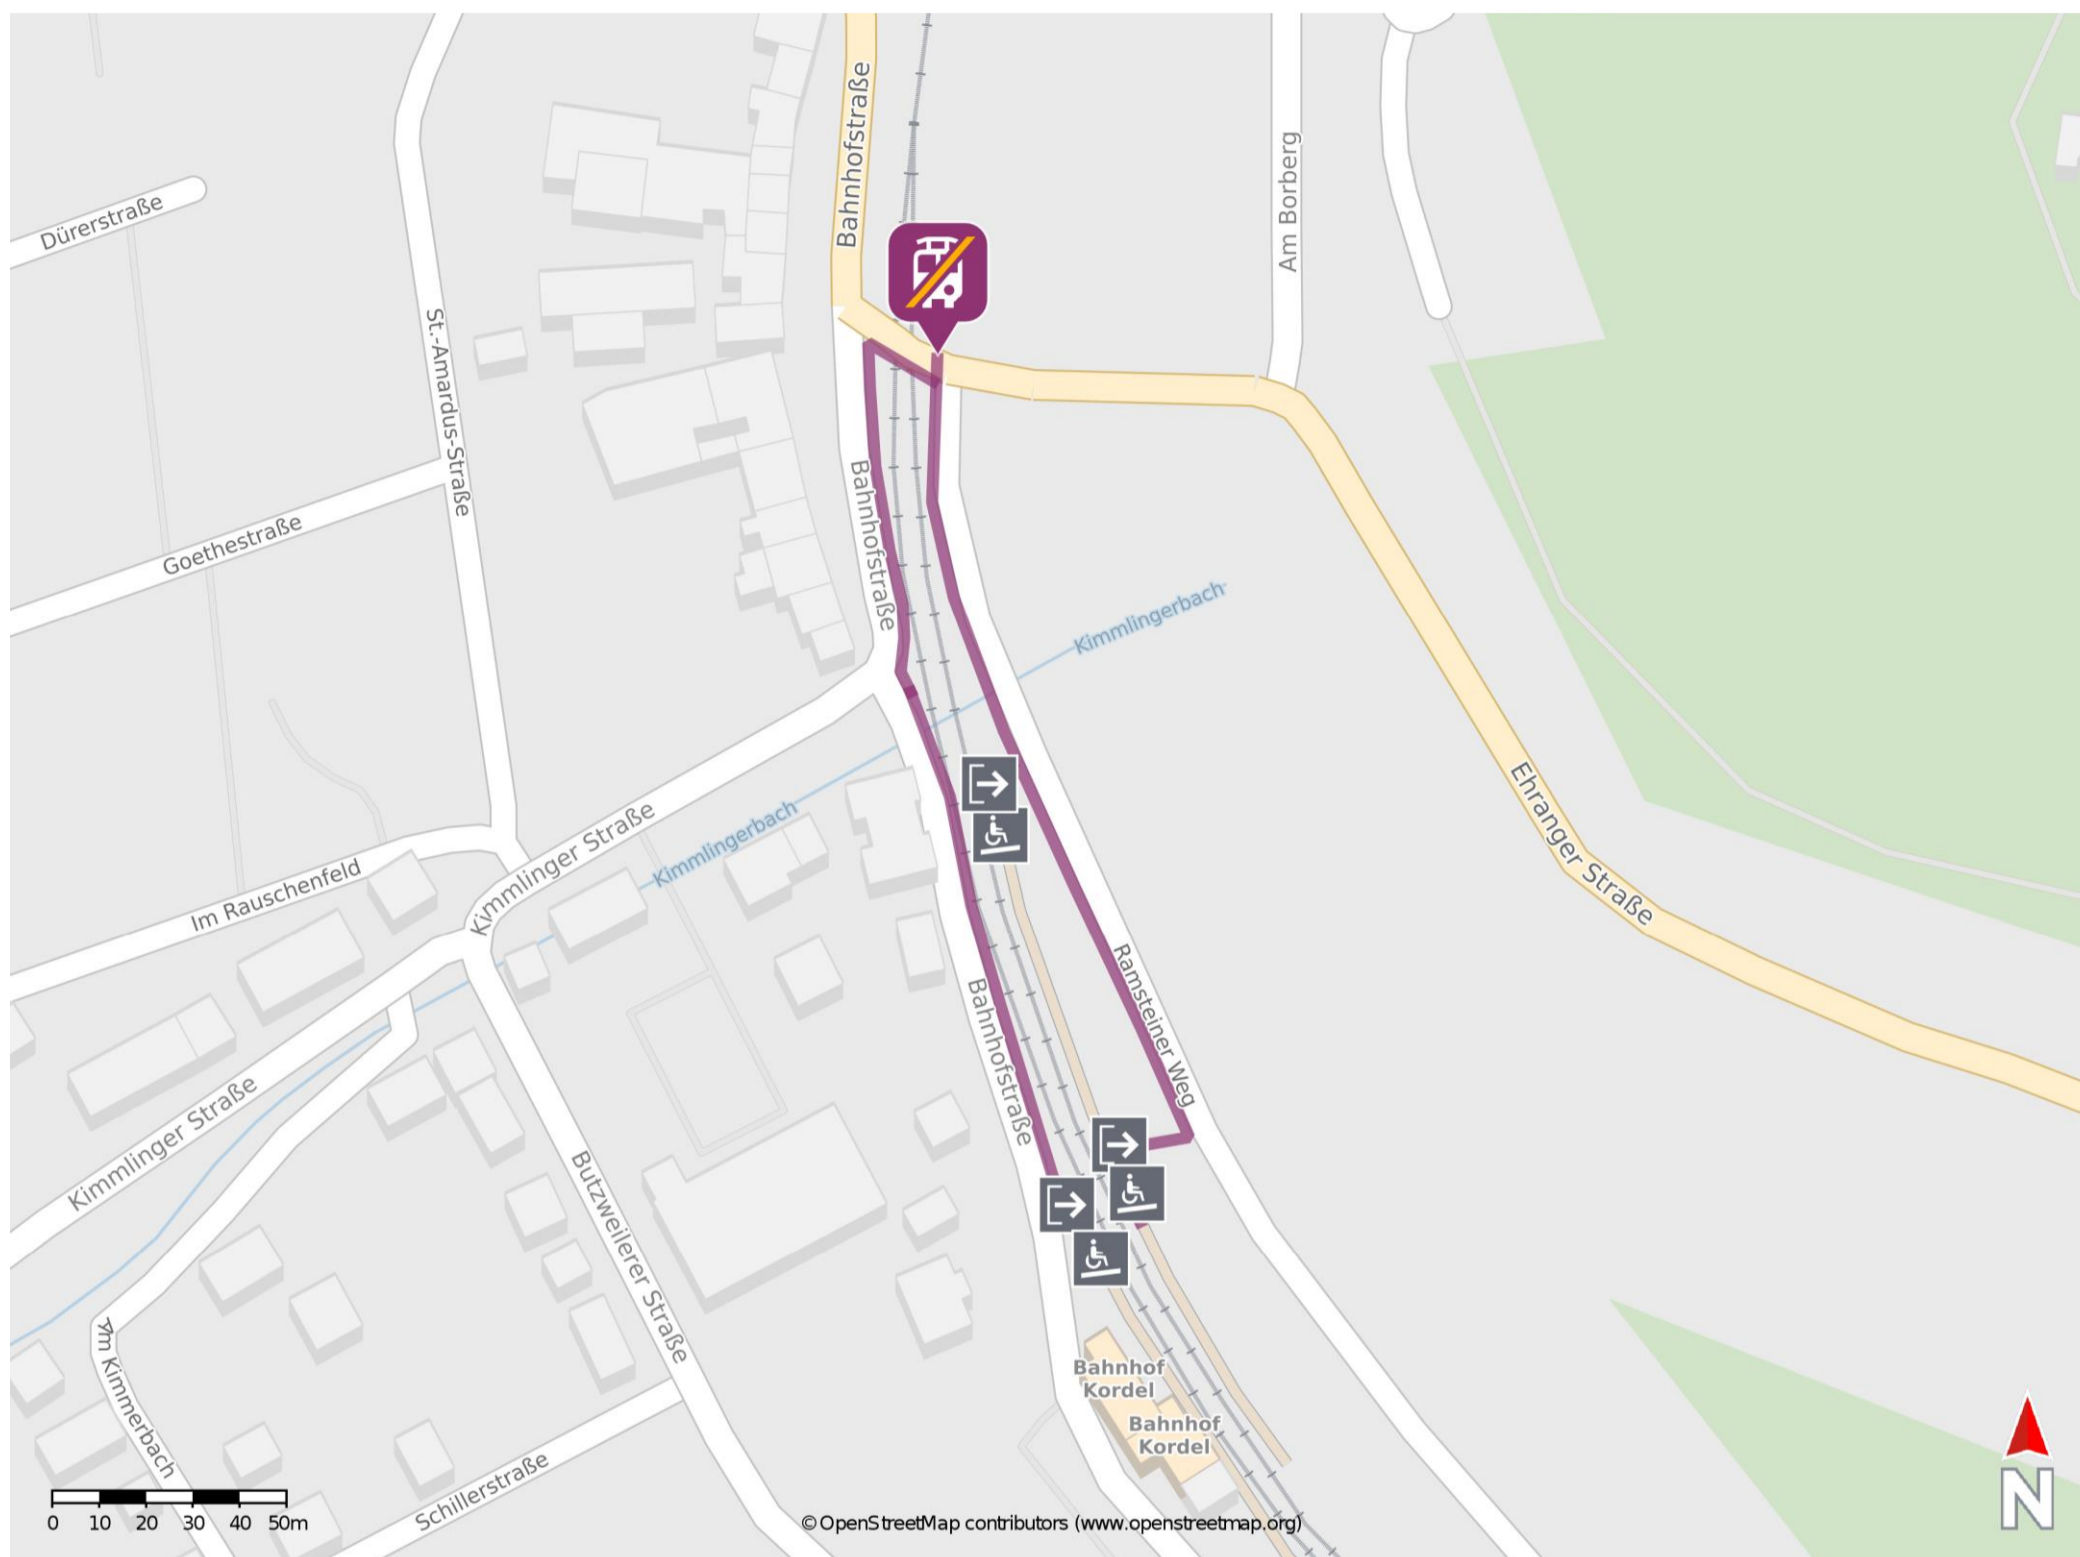 Bahnhofstraße
Am Borberg
Dürerstraße
St.-Amardus-Straße
Bahnhofstraße
Goethestraße
Kimmlingerbach
Ehranger Straße
Kimmlinger Straße
Kimmlingerbach
Im Rauschenfeld
Ramsteiner Weg
Bahnhofstraße
Kimmlinger Straße
Butzweilerer Straße
Am Kimmerbach
Bahnhof
Kordel
Bahnhof
Kordel
Schillerstraße
N
0 10 20 30 40 50m
© OpenStreetMap contributors (www.openstreetmap.org)